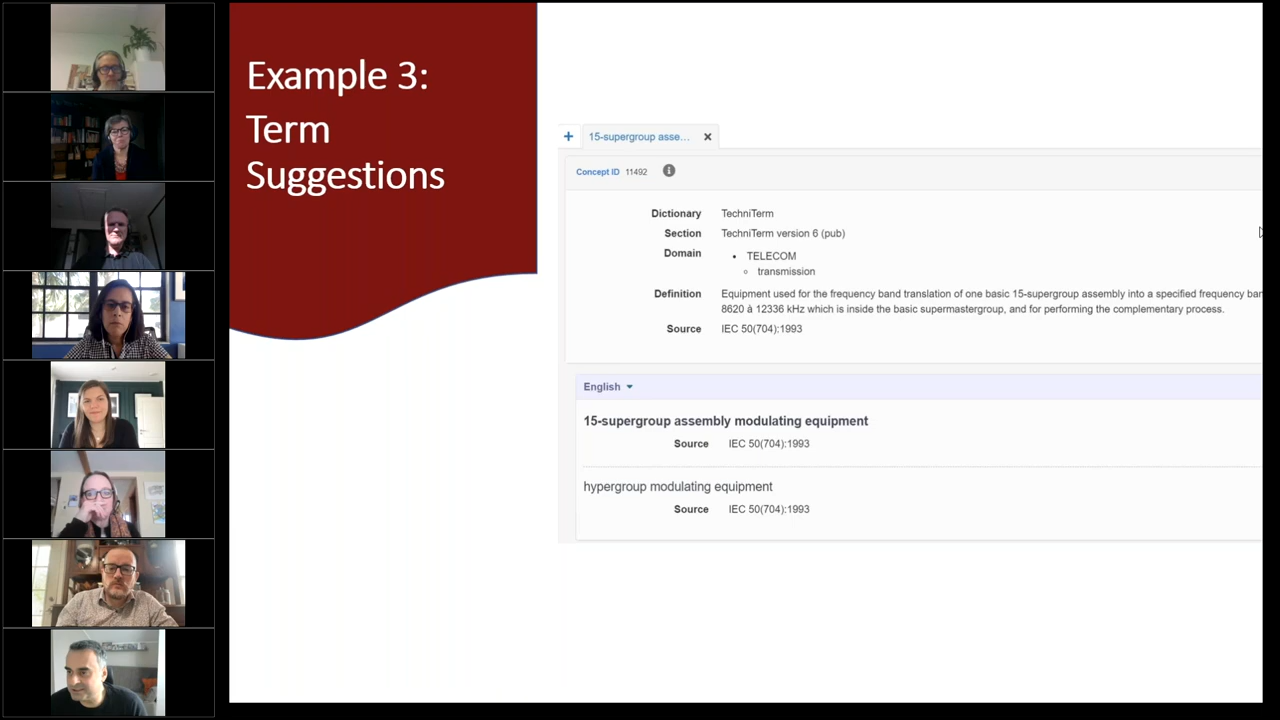 Example 3:
Term
Suggestions
+ 15-supergroup asse... ×
Concept ID 11492
Dictionary TechniTerm
Section TechniTerm version 6 (pub)
Domain • TELECOM
◦ transmission
Definition Equipment used for the frequency band translation of one basic 15-supergroup assembly into a specified frequency ban
8620 à 12336 kHz which is inside the basic supermastergroup, and for performing the complementary process.
Source IEC 50(704):1993
English
15-supergroup assembly modulating equipment
Source IEC 50(704):1993
hypergroup modulating equipment
Source IEC 50(704):1993